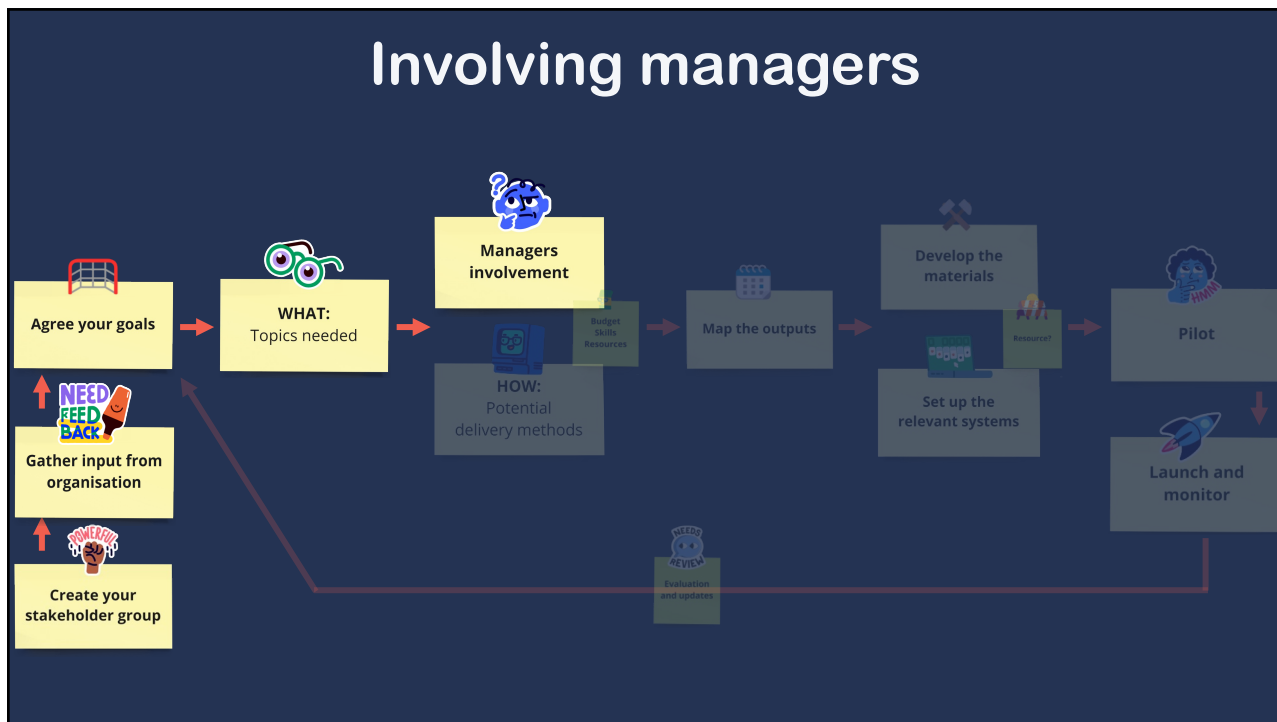 Involving managers
Create your
stakeholder group
POWERFUL
Gather input from
organisation
NEED
FEED
BACK
Agree your goals
WHAT:
Topics needed
?
Managers
involvement
HOW:
Potential
delivery methods
Budget
Skills
Resources
Map the outputs
Develop the
materials
Set up the
relevant systems
Resource?
HMM
Pilot
Launch and
monitor
NEEDS
REVIEW
Evaluation
and updates